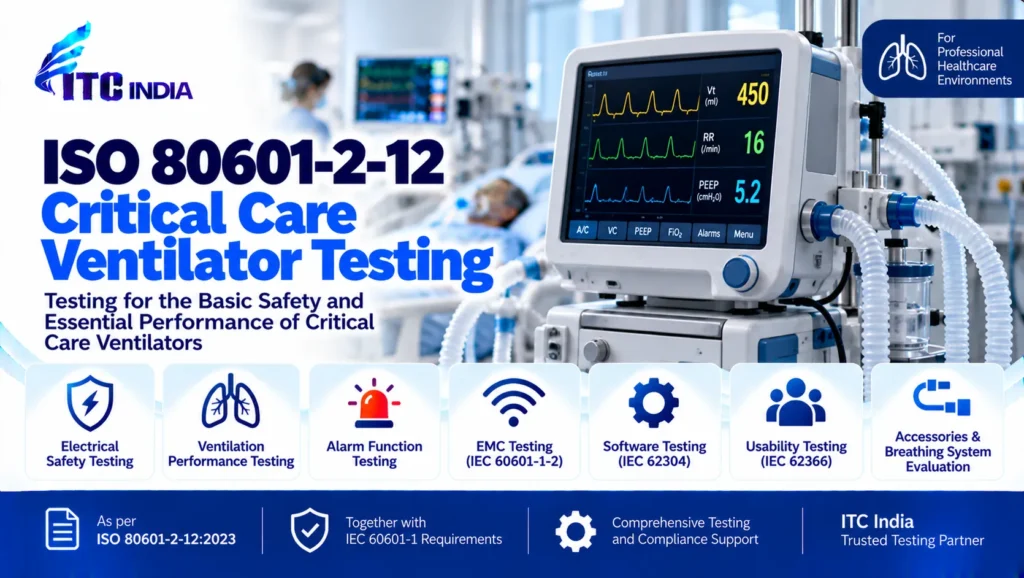 ITC INDIA
For
Professional
Healthcare
Environments
ISO 80601-2-12
Critical Care
Ventilator Testing
Testing for the Basic Safety and
Essential Performance of Critical
Care Ventilators
Vt
(ml)
450
RR
(/min)
16
PEEP
(cmH₂O)
5.2
A/C VC PEEP FiO₂ Alarms Menu
Electrical
Safety Testing
Ventilation
Performance Testing
Alarm Function
Testing
EMC Testing
(IEC 60601-1-2)
Software Testing
(IEC 62304)
Usability Testing
(IEC 62366)
Accessories &
Breathing System
Evaluation
As per
ISO 80601-2-12:2023
Together with
IEC 60601-1 Requirements
Comprehensive Testing
and Compliance Support
ITC India
Trusted Testing Partner